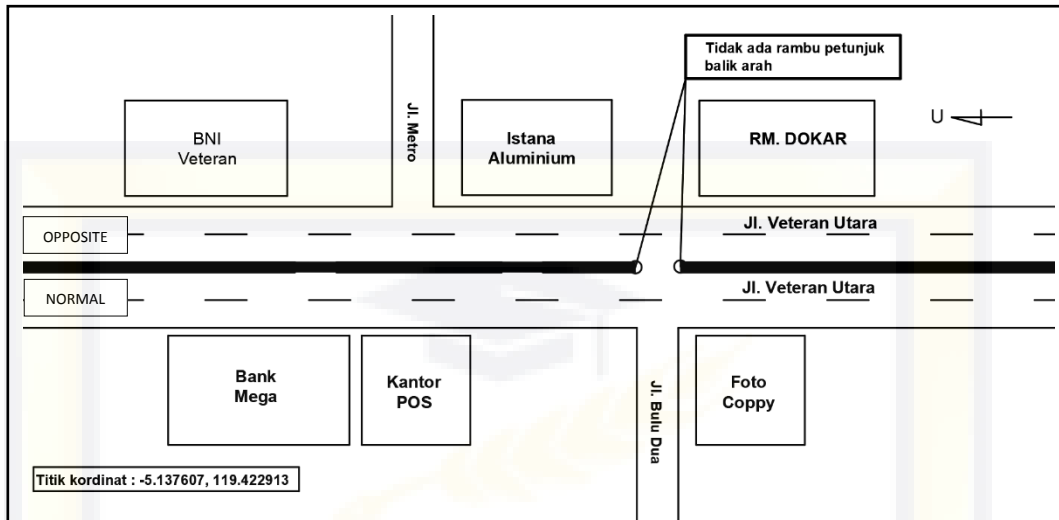 Tidak ada rambu petunjuk
balik arah
Jl. Metro
BNI
Veteran
Istana
Aluminium
RM. DOKAR
U
Jl. Veteran Utara
OPPOSITE
NORMAL
Jl. Veteran Utara
Bank
Mega
Kantor
POS
Jl. Bulu Dua
Foto
Coppy
Titik kordinat : -5.137607, 119.422913